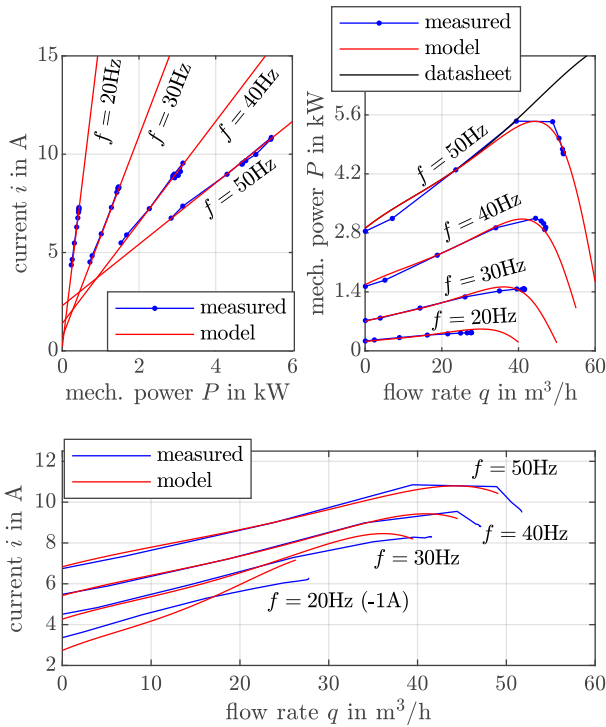 15
10
5
0
0
2
4
6
current i in A
mech. power P in kW
f = 20Hz
f = 30Hz
f = 40Hz
f = 50Hz
measured
model
measured
model
datasheet
5.6
4.2
2.8
1.4
0
0
20
40
60
mech. power P in kW
flow rate q in m³/h
f = 50Hz
f = 40Hz
f = 30Hz
f = 20Hz
measured
model
12
10
8
6
4
2
0
10
20
30
40
50
60
current i in A
flow rate q in m³/h
f = 50Hz
f = 40Hz
f = 30Hz
f = 20Hz (-1A)